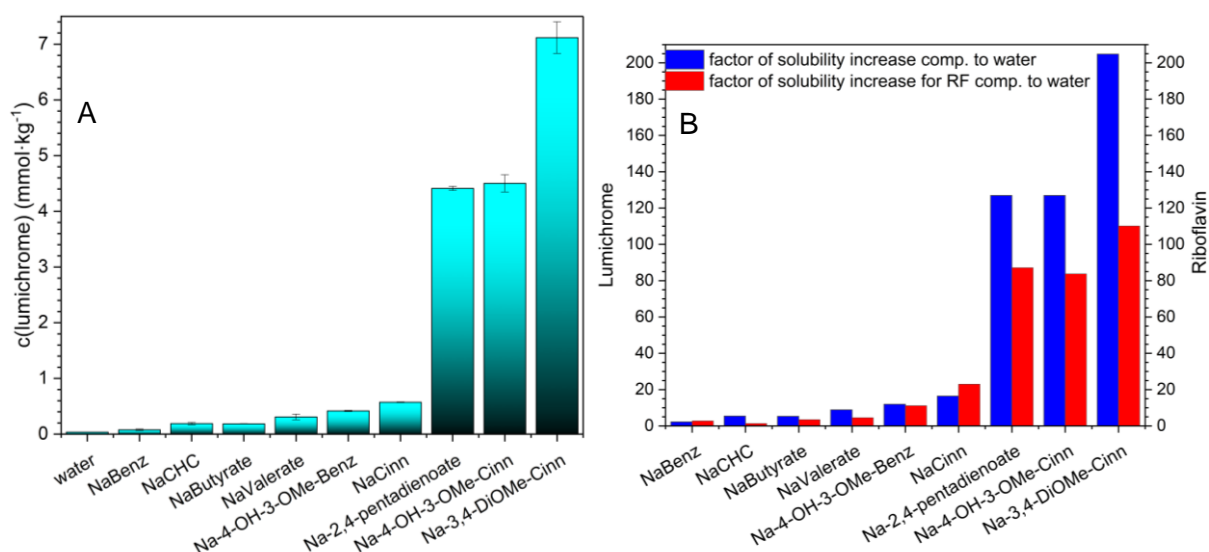 A
c(lumichrome) (mmol·kg⁻¹)
7
6
5
4
3
2
1
0
water
NaBenz
NaCHC
NaButyrate
NaValerate
Na-4-OH-3-OMe-Benz
NaCinn
Na-2,4-pentadienoate
Na-4-OH-3-OMe-Cinn
Na-3,4-DiOMe-Cinn
B
factor of solubility increase comp. to water
factor of solubility increase for RF comp. to water
Lumichrome
200
180
160
140
120
100
80
60
40
20
0
Riboflavin
200
180
160
140
120
100
80
60
40
20
0
NaBenz
NaCHC
NaButyrate
NaValerate
Na-4-OH-3-OMe-Benz
NaCinn
Na-2,4-pentadienoate
Na-4-OH-3-OMe-Cinn
Na-3,4-DiOMe-Cinn